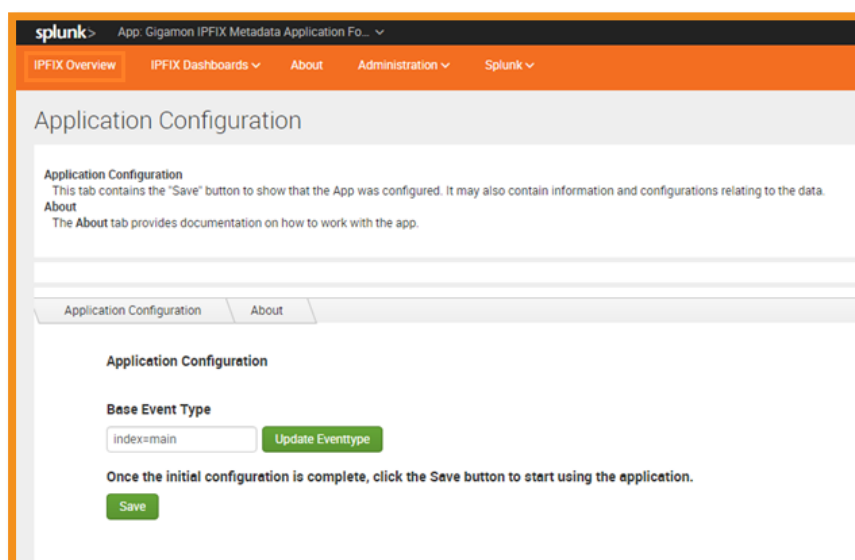 splunk> App: Gigamon IPFIX Metadata Application Fo...
IPFIX Overview IPFIX Dashboards About Administration Splunk
Application Configuration
Application Configuration
This tab contains the "Save" button to show that the App was configured. It may also contain information and configurations relating to the data.
About
The About tab provides documentation on how to work with the app.
Application Configuration About
Application Configuration
Base Event Type
index=main Update Eventtype
Once the initial configuration is complete, click the Save button to start using the application.
Save